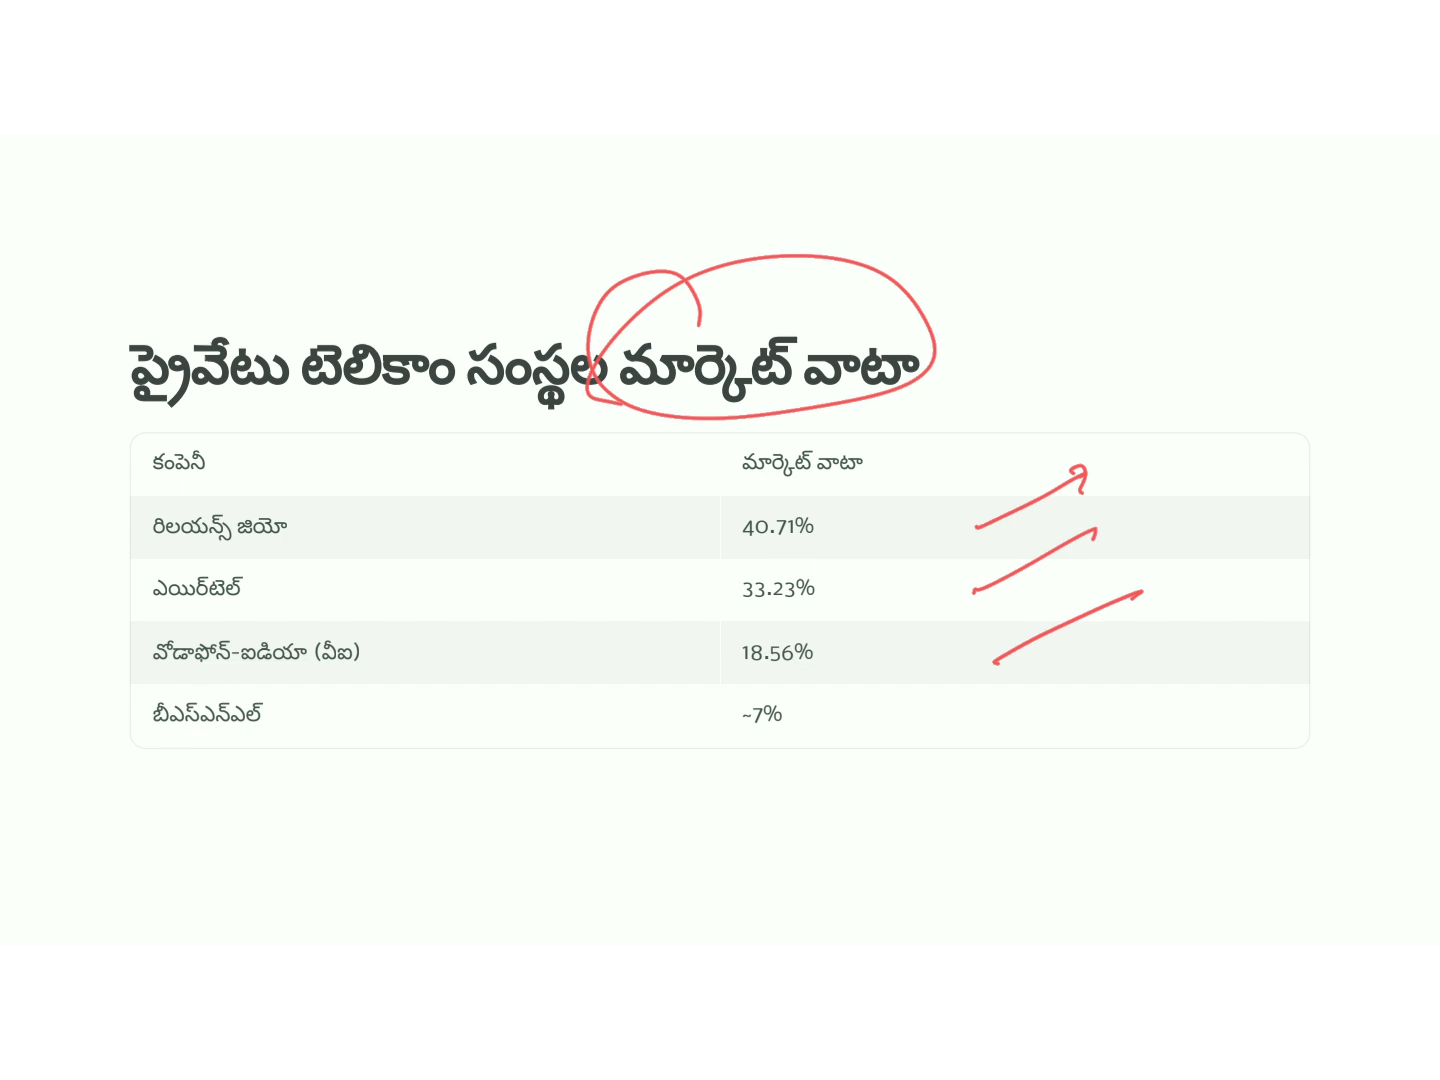 ప్రైవేటు టెలికాం సంస్థల మార్కెట్ వాటా
కంపెనీ మార్కెట్ వాటా
రిలయన్స్ జియో 40.71%
ఎయిర్‌టెల్ 33.23%
వోడాఫోన్-ఐడియా (వీఐ) 18.56%
బీఎస్ఎన్ఎల్ ~7%